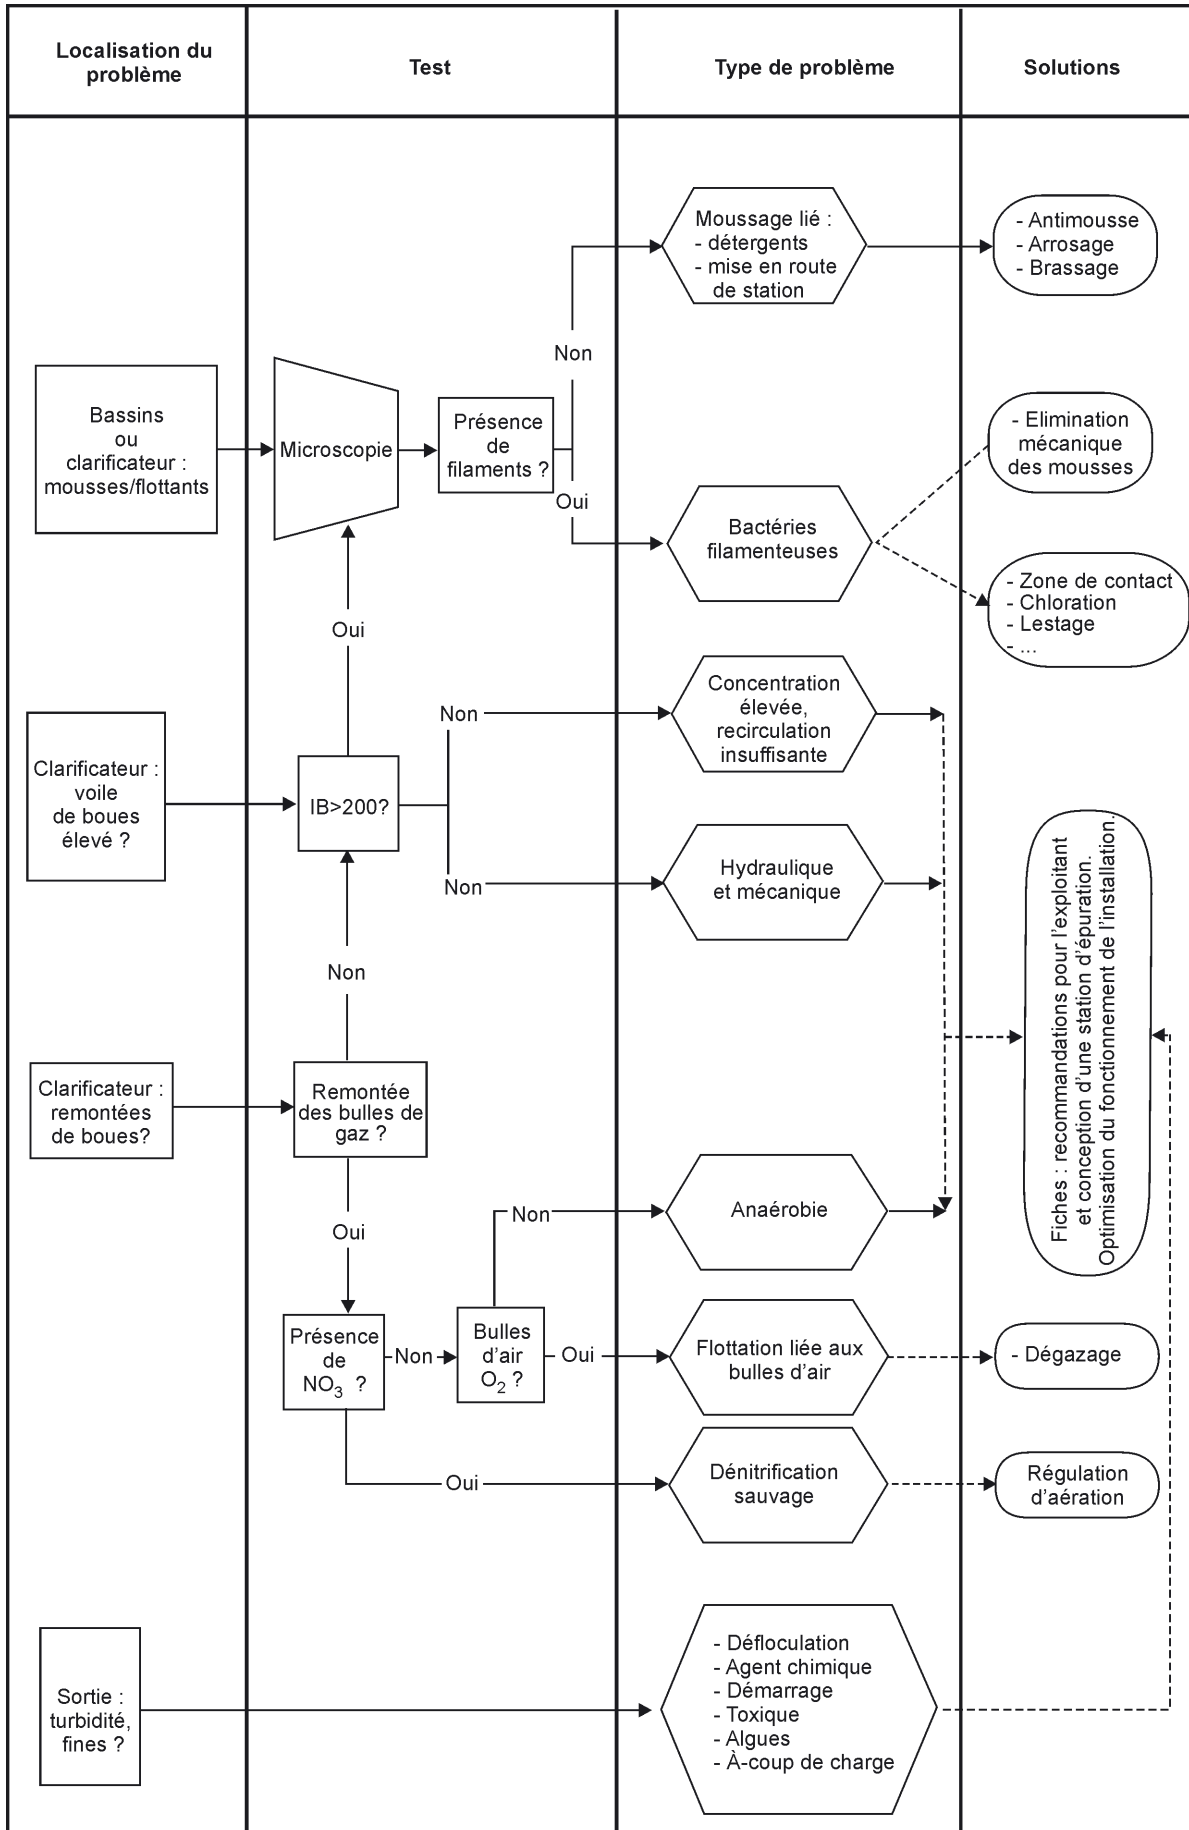 Localisation du
problème
Test
Type de problème
Solutions
Moussage lié :
- détergents
- mise en route
de station
- Antimousse
- Arrosage
- Brassage
Non
Bassins
ou
clarificateur :
mousses/flottants
Microscopie
Présence
de
filaments ?
Oui
Bactéries
filamenteuses
- Elimination
mécanique
des mousses
- Zone de contact
- Chloration
- Lestage
- ...
Oui
Clarificateur :
voile
de boues
élevé ?
IB>200?
Non
Concentration
élevée,
recirculation
insuffisante
Non
Hydraulique
et mécanique
Fiches : recommandations pour l'exploitant
et conception d'une station d'épuration.
Optimisation du fonctionnement de l'installation.
Non
Clarificateur :
remontées
de boues?
Remontée
des bulles de
gaz ?
Oui
Non
Anaérobie
Présence
de
NO3 ?
Non
Bulles
d'air
O2 ?
Oui
Flottation liée aux
bulles d'air
- Dégazage
Oui
Dénitrification
sauvage
Régulation
d'aération
Sortie :
turbidité,
fines ?
- Défloculation
- Agent chimique
- Démarrage
- Toxique
- Algues
- À-coup de charge